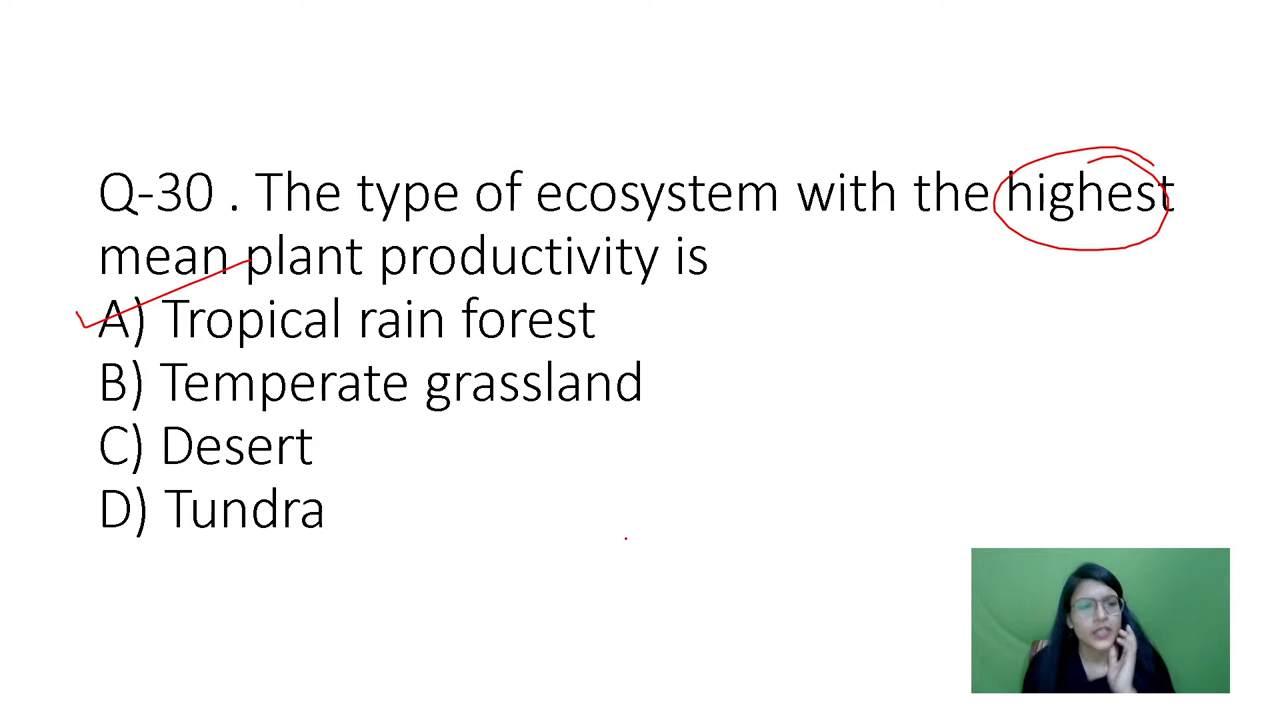 Q-30 . The type of ecosystem with the highest
mean plant productivity is
A) Tropical rain forest
B) Temperate grassland
C) Desert
D) Tundra